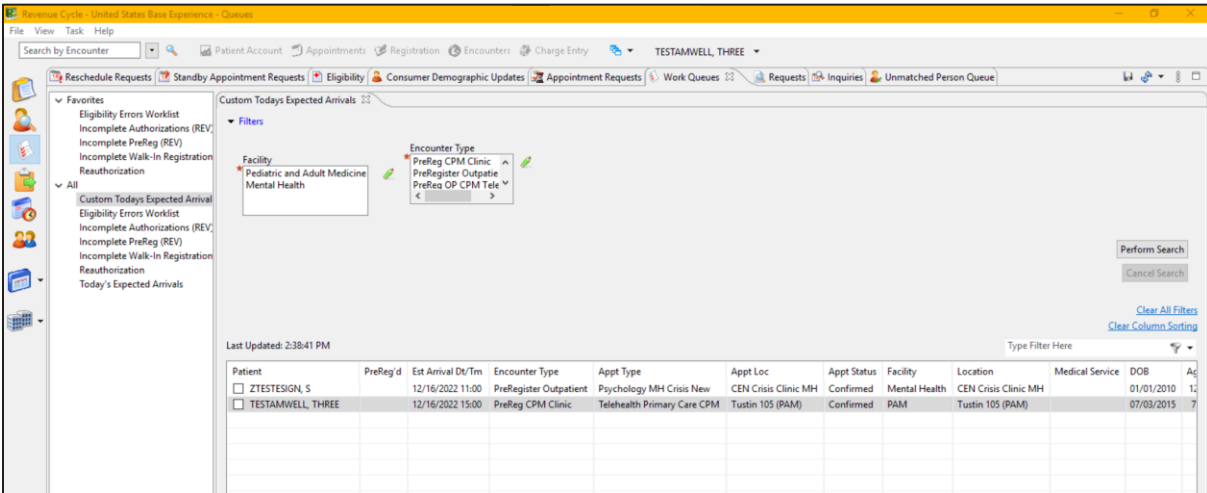 Revenue Cycle - United States Base Experience - Queues
File View Task Help
Search by Encounter Patient Account Appointments Registration Encounters Charge Entry TESTAMWELL, THREE
Reschedule Requests Standby Appointment Requests Eligibility Consumer Demographic Updates Appointment Requests Work Queues Requests Inquiries Unmatched Person Queue
Favorites
Eligibility Errors Worklist
Incomplete Authorizations (REV)
Incomplete PreReg (REV)
Incomplete Walk-In Registration
Reauthorization
All
Custom Todays Expected Arrival
Eligibility Errors Worklist
Incomplete Authorizations (REV)
Incomplete PreReg (REV)
Incomplete Walk-In Registration
Reauthorization
Today's Expected Arrivals
Custom Todays Expected Arrivals
Filters
Facility
* Pediatric and Adult Medicine
Mental Health
Encounter Type
* PreReg CPM Clinic
PreRegister Outpatie
PreReg OP CPM Tele
Perform Search
Cancel Search
Clear All Filters
Clear Column Sorting
Last Updated: 2:38:41 PM Type Filter Here
Patient PreReg'd Est Arrival Dt/Tm Encounter Type Appt Type Appt Loc Appt Status Facility Location Medical Service DOB Ag
ZTESTESIGN, S 12/16/2022 11:00 PreRegister Outpatient Psychology MH Crisis New CEN Crisis Clinic MH Confirmed Mental Health CEN Crisis Clinic MH 01/01/2010 12
TESTAMWELL, THREE 12/16/2022 15:00 PreReg CPM Clinic Telehealth Primary Care CPM Tustin 105 (PAM) Confirmed PAM Tustin 105 (PAM) 07/03/2015 7